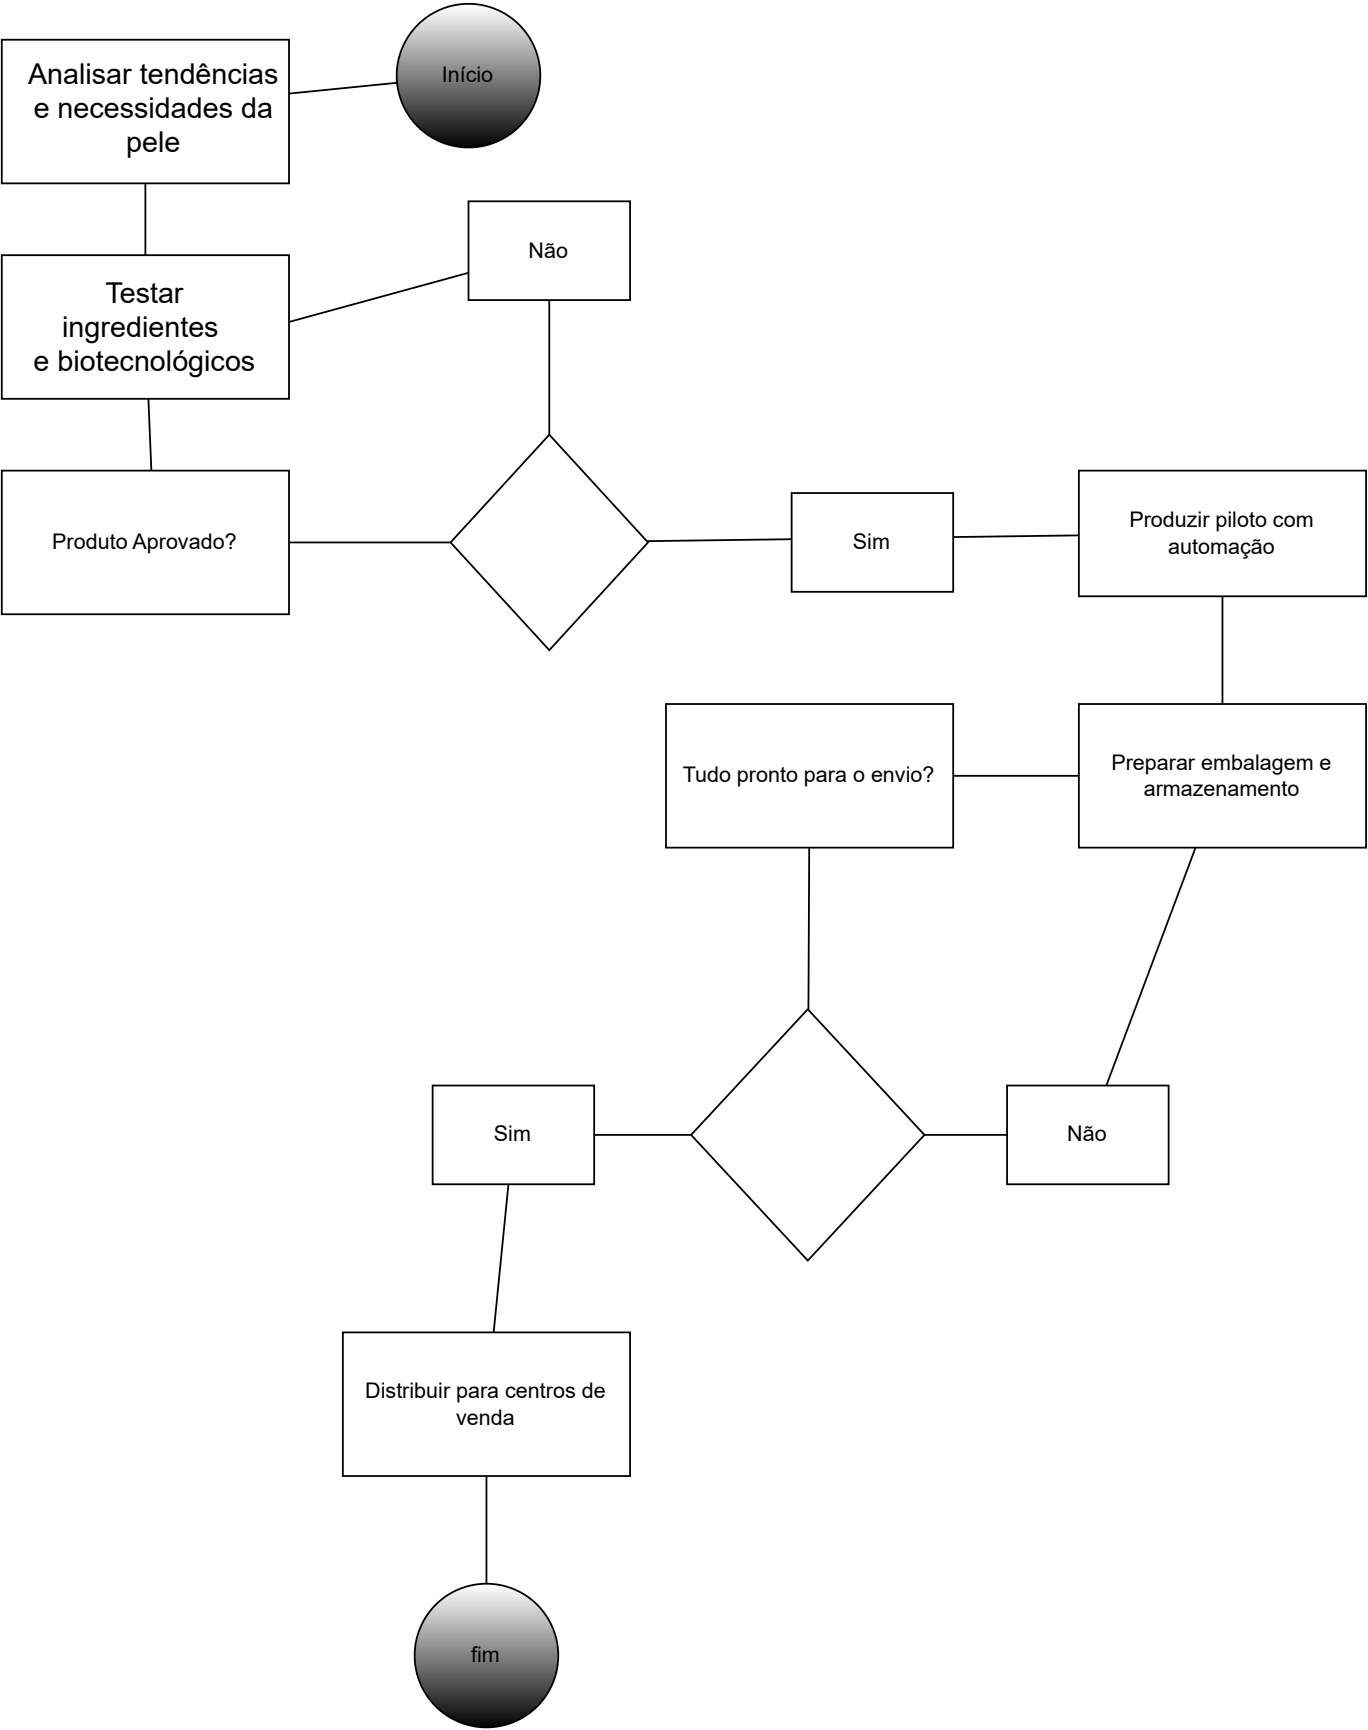 Início
Analisar tendências
e necessidades da
pele
Não
Testar
ingredientes
e biotecnológicos
Produto Aprovado?
Sim
Produzir piloto com
automação
Tudo pronto para o envio?
Preparar embalagem e
armazenamento
Sim
Não
Distribuir para centros de
venda
fim